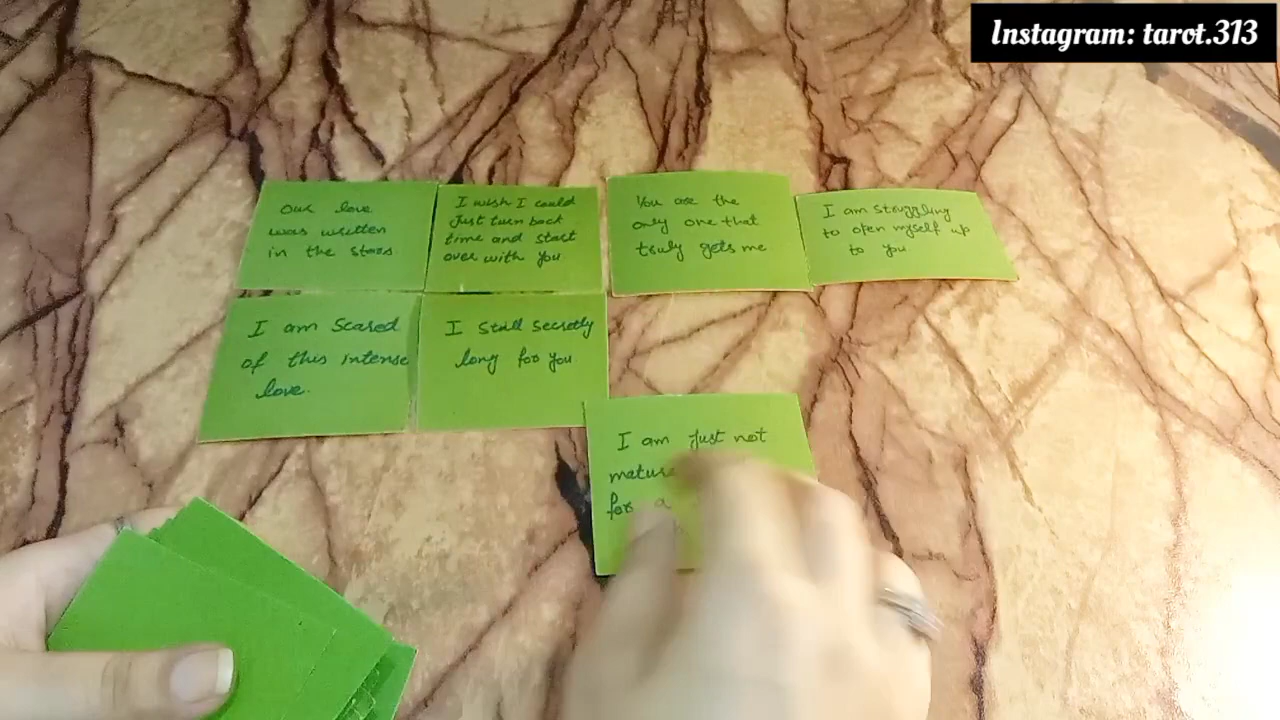 Instagram: tarot.313
Our love
was written
in the stars.
I wish I could
Just turn back
time and start
over with you
You are the
only one that
truly gets me
I am struggling
to open myself up
to you
I am scared
of this intense
love.
I still secretly
long for you
I am just not
mature
for a